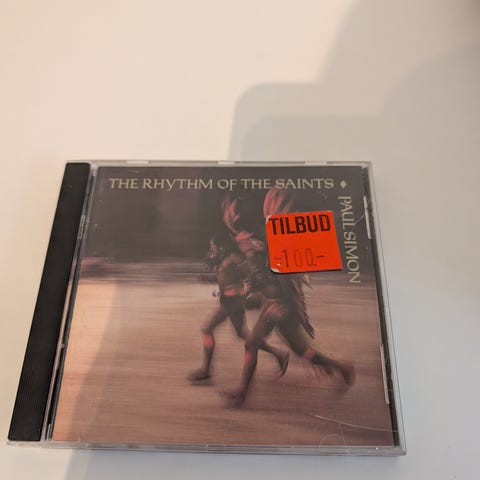 THE RHYTHM OF THE SAINTS ♦
PAUL SIMON
TILBUD
100.-